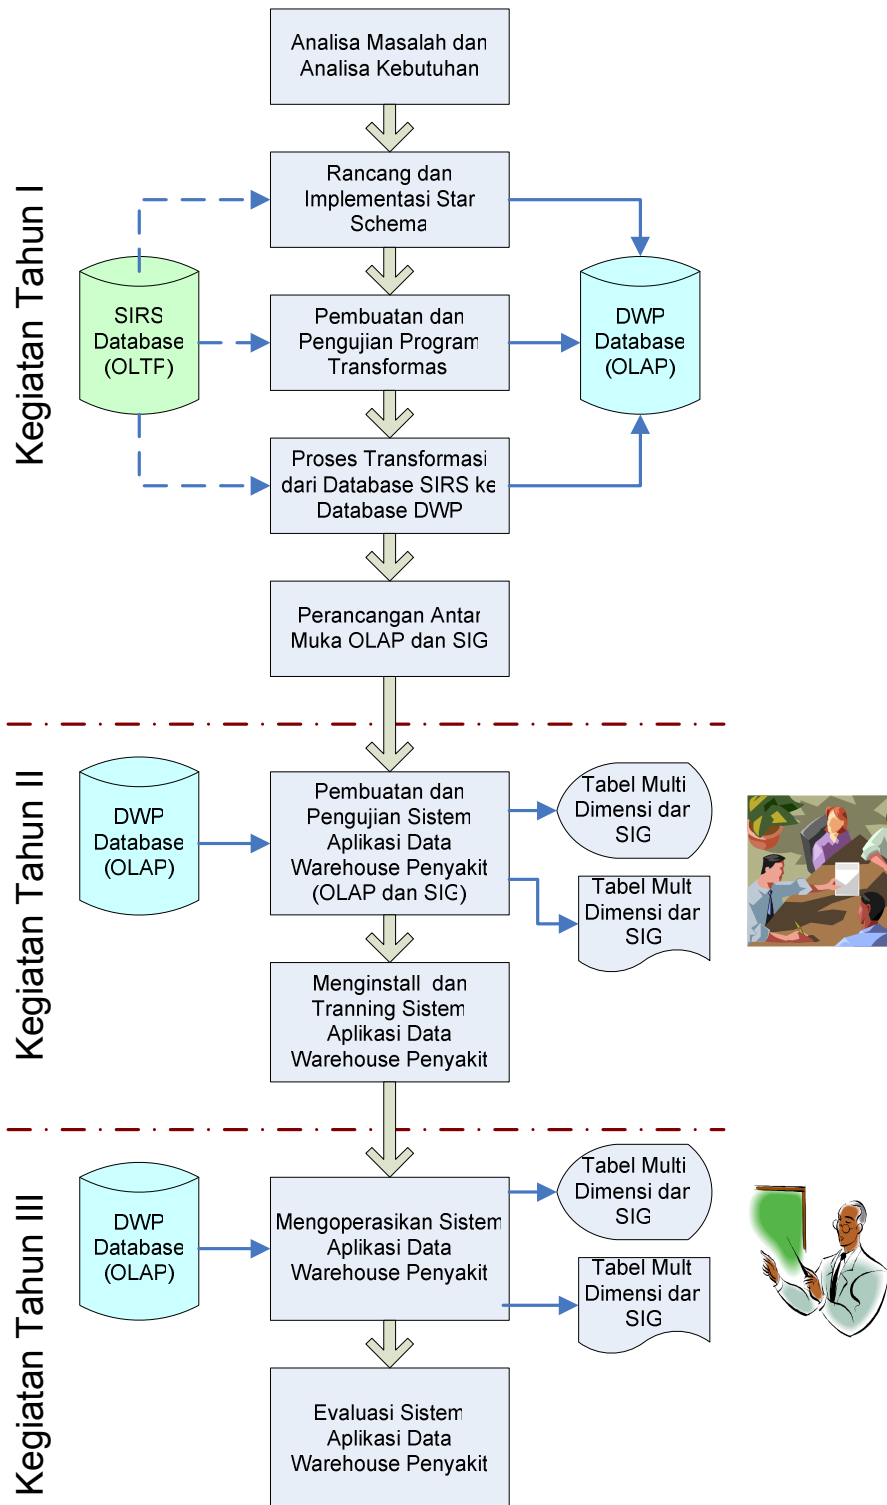 Kegiatan Tahun I
Analisa Masalah dan
Analisa Kebutuhan
Rancang dan
Implementasi Star
Schema
SIRS
Database
(OLTP)
Pembuatan dan
Pengujian Program
Transformas
DWP
Database
(OLAP)
Proses Transformasi
dari Database SIRS ke
Database DWP
Perancangan Antar
Muka OLAP dan SIG
Kegiatan Tahun II
DWP
Database
(OLAP)
Pembuatan dan
Pengujian Sistem
Aplikasi Data
Warehouse Penyakit
(OLAP dan SIG)
Tabel Multi
Dimensi dar
SIG
Tabel Mult
Dimensi dar
SIG
Menginstall dan
Tranning Sistem
Aplikasi Data
Warehouse Penyakit
Kegiatan Tahun III
DWP
Database
(OLAP)
Mengoperasikan Sistem
Aplikasi Data
Warehouse Penyakit
Tabel Multi
Dimensi dar
SIG
Tabel Mult
Dimensi dar
SIG
Evaluasi Sistem
Aplikasi Data
Warehouse Penyakit